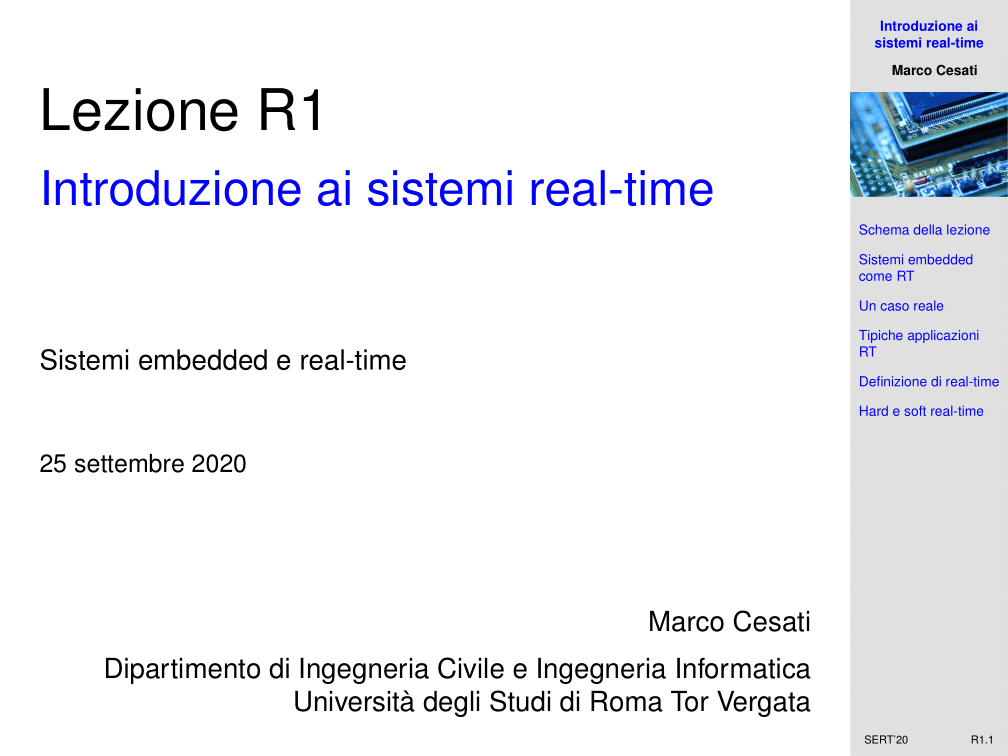 Lezione R1
Introduzione ai sistemi real-time
Sistemi embedded e real-time
25 settembre 2020
Marco Cesati
Dipartimento di Ingegneria Civile e Ingegneria Informatica
Università degli Studi di Roma Tor Vergata
Introduzione ai
sistemi real-time
Marco Cesati
R47 R46
Schema della lezione
Sistemi embedded
come RT
Un caso reale
Tipiche applicazioni
RT
Definizione di real-time
Hard e soft real-time
SERT'20 R1.1